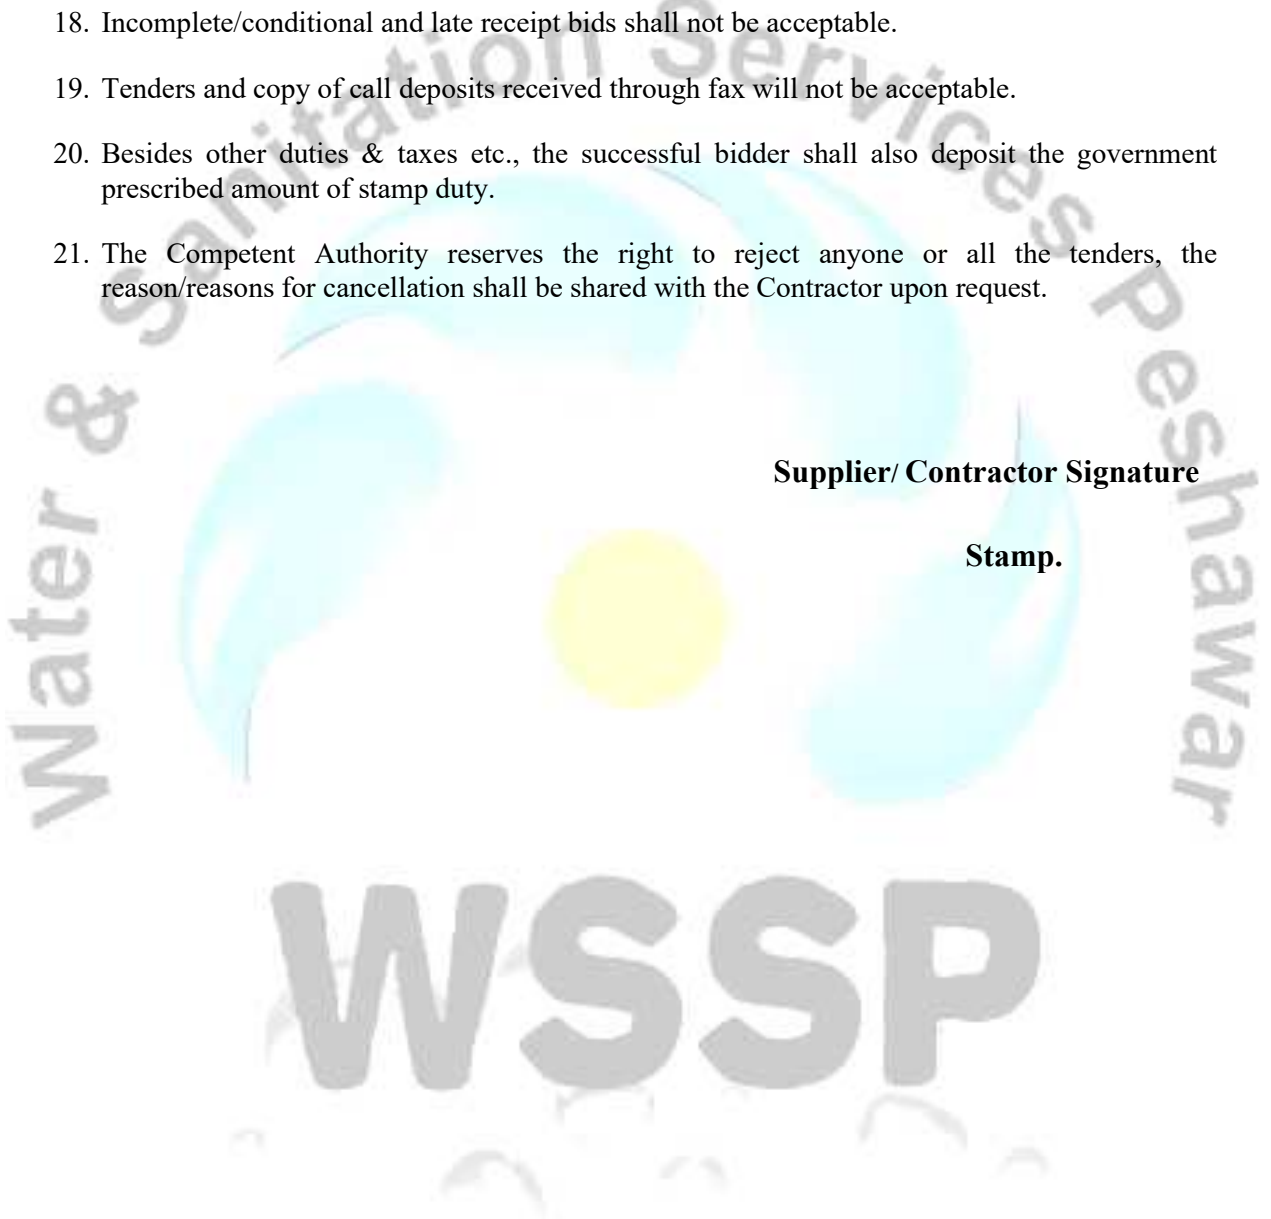 18. Incomplete/conditional and late receipt bids shall not be acceptable.
19. Tenders and copy of call deposits received through fax will not be acceptable.
20. Besides other duties & taxes etc., the successful bidder shall also deposit the government
prescribed amount of stamp duty.
21. The Competent Authority reserves the right to reject anyone or all the tenders, the
reason/reasons for cancellation shall be shared with the Contractor upon request.
Supplier/ Contractor Signature
Stamp.
Water & Sanitation Services Peshawar
WSSP